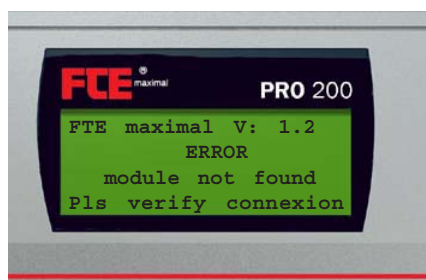 FTE® maximal
PRO 200
FTE maximal V: 1.2
ERROR
module not found
Pls verify connexion